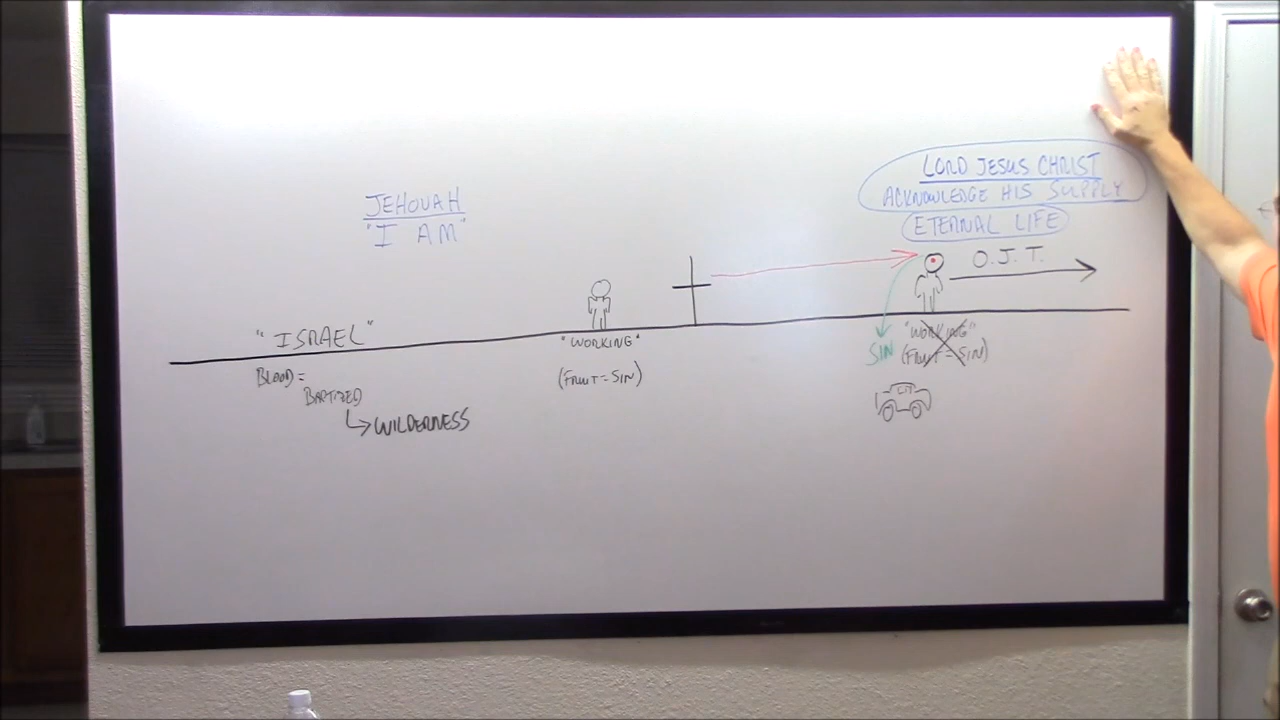 LORD JESUS CHRIST
ACKNOWLEDGE HIS SUPPLY
ETERNAL LIFE
JEHOVAH
"I AM"
O.J.T.
"ISRAEL"
"WORKING"
(FRUIT=SIN)
BLOOD=
BAPTIZED
WILDERNESS
SIN
"WORKING"
(FRUIT=SIN)